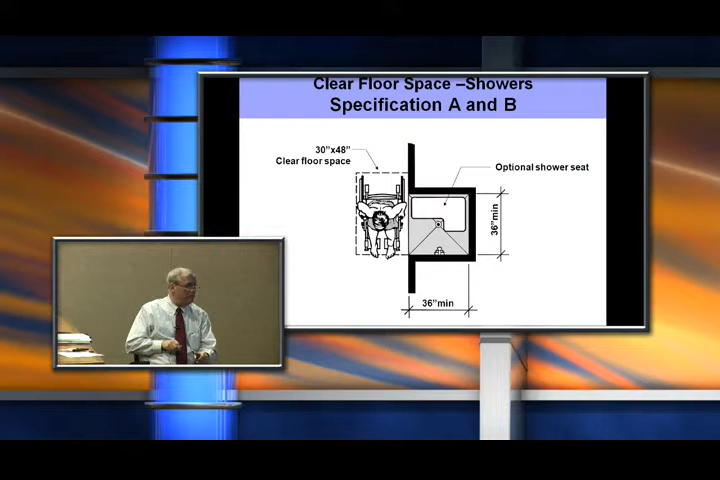 Clear Floor Space –Showers
Specification A and B
30”x48”
Clear floor space
Optional shower seat
36”min
36”min